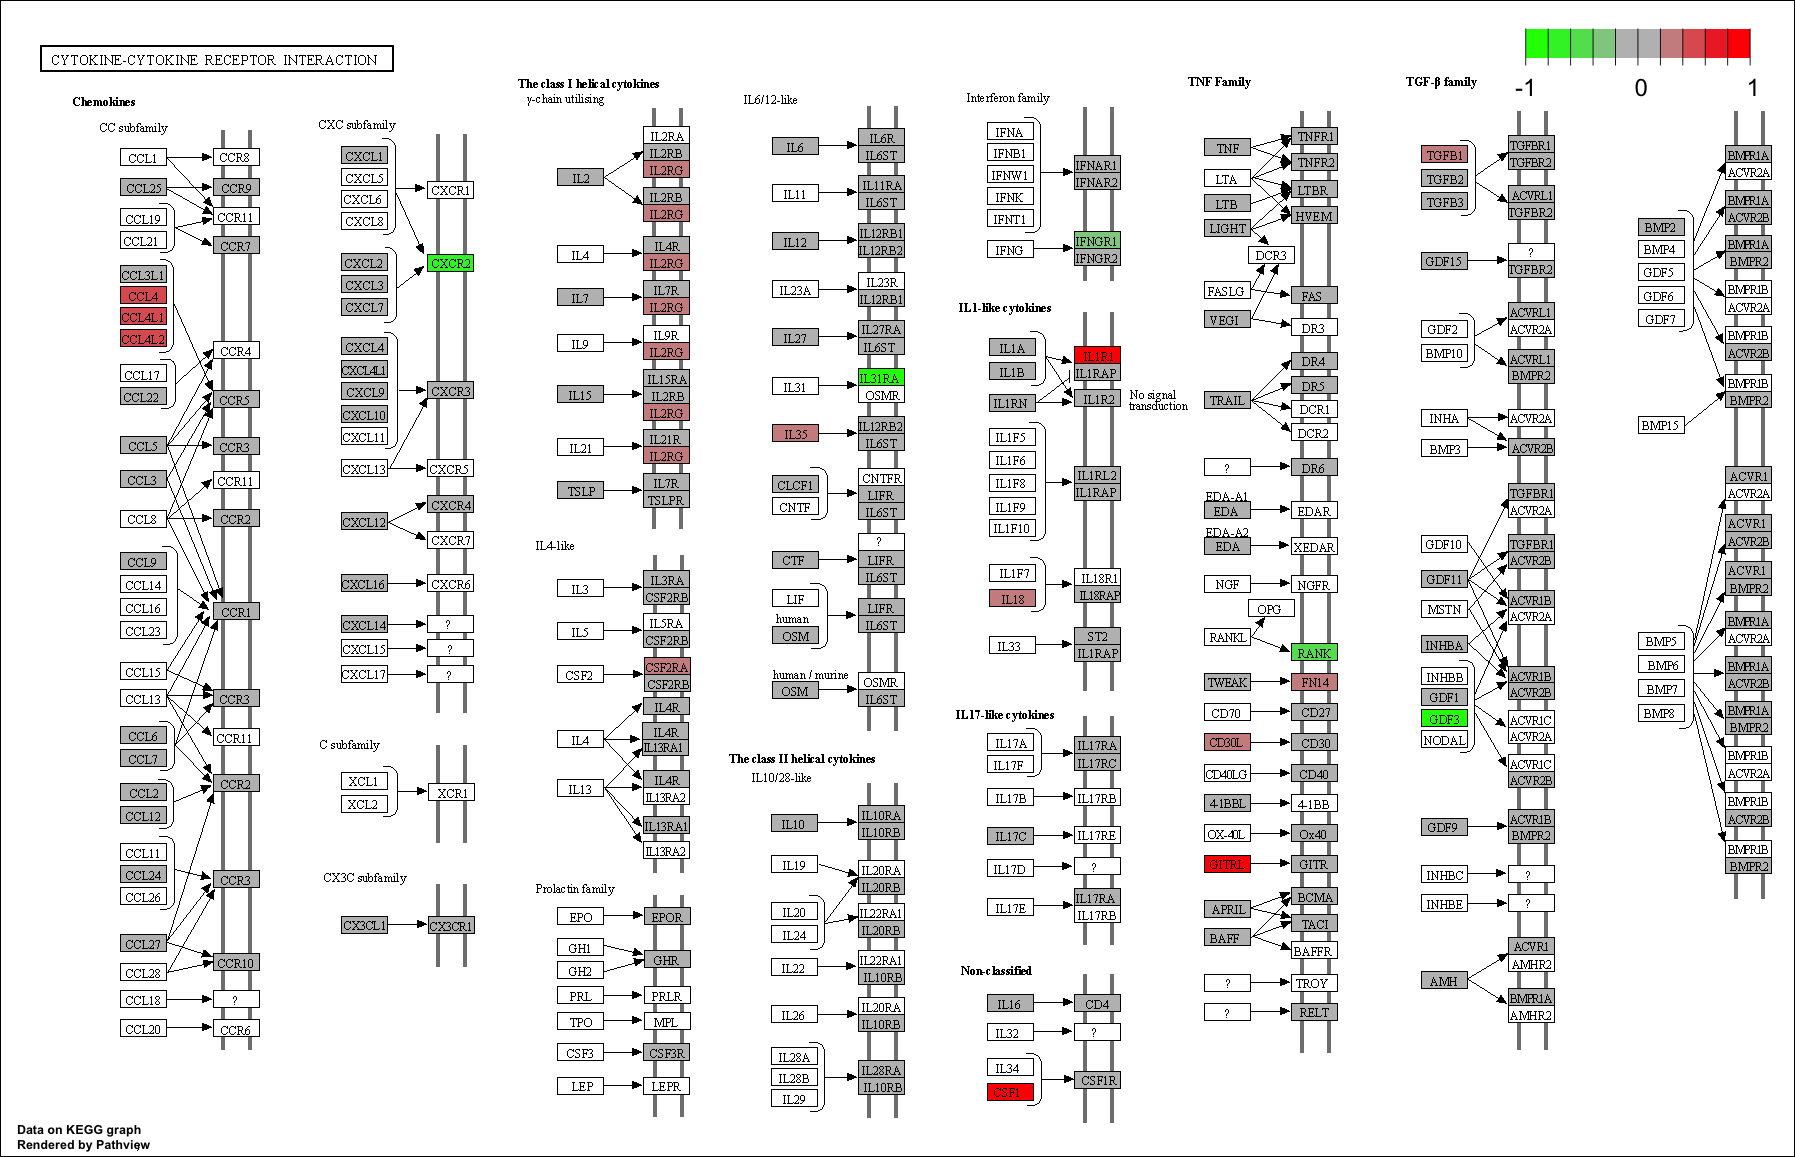 CYTOKINE-CYTOKINE RECEPTOR INTERACTION
-1
0
1
Chemokines
CC subfamily
CCL1
CCR8
CCL25
CCR9
CCL19
CCR11
CCL21
CCR7
CCL3L1
CCL4
CCL4L1
CCL4L2
CCR4
CCL17
CCL22
CCR5
CCL5
CCR3
CCL3
CCR11
CCL8
CCR2
CCL9
CCL14
CCL16
CCR1
CCL23
CCL15
CCL13
CCR3
CCL6
CCR11
CCL7
CCR2
CCL2
CCL12
CCL11
CCL24
CCR3
CCL26
CCL27
CCR10
CCL28
CCL18
?
CCL20
CCR6
CXC subfamily
CXCL1
CXCL5
CXCR1
CXCL6
CXCL8
CXCL2
CXCR2
CXCL3
CXCL7
CXCL4
CXCL4L1
CXCL9
CXCR3
CXCL10
CXCL11
CXCL13
CXCR5
CXCR4
CXCL12
CXCR7
CXCL16
CXCR6
CXCL14
?
CXCL15
?
CXCL17
?
C subfamily
XCL1
XCR1
XCL2
CX3C subfamily
CX3CL1
CX3CR1
The class I helical cytokines
γ-chain utilising
IL2RA
IL2RB
IL2RG
IL2
IL2RB
IL2RG
IL4
IL4R
IL2RG
IL7
IL7R
IL2RG
IL9
IL9R
IL2RG
IL15
IL15RA
IL2RB
IL2RG
IL21
IL21R
IL2RG
TSLP
IL7R
TSLPR
IL4-like
IL3
IL3RA
CSF2RB
IL5
IL5RA
CSF2RB
CSF2
CSF2RA
CSF2RB
IL4R
IL4
IL4R
IL13RA1
IL13
IL4R
IL13RA2
IL13RA1
IL13RA2
Prolactin family
EPO
EPOR
GH1
GHR
GH2
PRL
PRLR
TPO
MPL
CSF3
CSF3R
LEP
LEPR
IL6/12-like
IL6
IL6R
IL6ST
IL11
IL11RA
IL6ST
IL12
IL12RB1
IL12RB2
IL23A
IL23R
IL12RB1
IL27
IL27RA
IL6ST
IL31
IL31RA
OSMR
IL35
IL12RB2
IL6ST
CLCF1
CNTF
CNTFR
LIFR
IL6ST
CTF
?
LIFR
IL6ST
LIF
human
OSM
LIFR
IL6ST
human / murine
OSM
OSMR
IL6ST
The class II helical cytokines
IL10/28-like
IL10
IL10RA
IL10RB
IL19
IL20RA
IL20RB
IL20
IL24
IL22RA1
IL20RB
IL22
IL22RA1
IL10RB
IL26
IL20RA
IL10RB
IL28A
IL28B
IL29
IL28RA
IL10RB
Interferon family
IFNA
IFNB1
IFNW1
IFNK
IFNT1
IFNAR1
IFNAR2
IFNG
IFNGR1
IFNGR2
IL1-like cytokines
IL1A
IL1B
IL1RN
IL1R1
IL1RAP
IL1R2
No signal
transduction
IL1F5
IL1F6
IL1F8
IL1F9
IL1F10
IL1RL2
IL1RAP
IL1F7
IL18
IL18R1
IL18RAP
IL33
ST2
IL1RAP
IL17-like cytokines
IL17A
IL17F
IL17RA
IL17RC
IL17B
IL17RB
IL17C
IL17RE
IL17D
?
IL17E
IL17RA
IL17RB
Non-classified
IL16
CD4
IL32
?
IL34
CSF1
CSF1R
TNF Family
TNF
TNFR1
LTA
TNFR2
LTB
LTBR
LIGHT
HVEM
DCR3
FASLG
FAS
VEGI
DR3
DR4
TRAIL
DR5
DCR1
DCR2
?
DR6
EDA-A1
EDA
EDAR
EDA-A2
EDA
XEDAR
NGF
NGFR
OPG
RANKL
RANK
TWEAK
FN14
CD70
CD27
CD30L
CD30
CD40LG
CD40
4-1BBL
4-1BB
OX-40L
Ox40
GITRL
GITR
APRIL
BCMA
TACI
BAFF
BAFFR
?
TROY
?
RELT
TGF-β family
TGFB1
TGFB2
TGFB3
TGFBR1
TGFBR2
ACVRL1
TGFBR2
GDF15
?
TGFBR2
GDF2
BMP10
ACVRL1
ACVR2A
ACVRL1
BMPR2
INHA
ACVR2A
BMP3
ACVR2B
TGFBR1
ACVR2A
GDF10
TGFBR1
ACVR2B
GDF11
MSTN
ACVR1B
ACVR2A
INHBA
INHBB
GDF1
GDF3
NODAL
ACVR1B
ACVR2B
ACVR1C
ACVR2A
ACVR1C
ACVR2B
GDF9
ACVR1B
BMPR2
INHBC
?
INHBE
?
AMH
ACVR1
AMHR2
BMPR1A
AMHR2
BMP2
BMP4
GDF5
GDF6
GDF7
BMPR1A
ACVR2A
BMPR1A
ACVR2B
BMPR1A
BMPR2
BMPR1B
ACVR2A
BMPR1B
ACVR2B
BMP15
BMPR1B
BMPR2
BMP5
BMP6
BMP7
BMP8
ACVR1
ACVR2A
ACVR1
ACVR2B
ACVR1
BMPR2
BMPR1A
ACVR2A
BMPR1A
ACVR2B
BMPR1A
BMPR2
BMPR1B
ACVR2A
BMPR1B
ACVR2B
BMPR1B
BMPR2
Data on KEGG graph
Rendered by Pathview